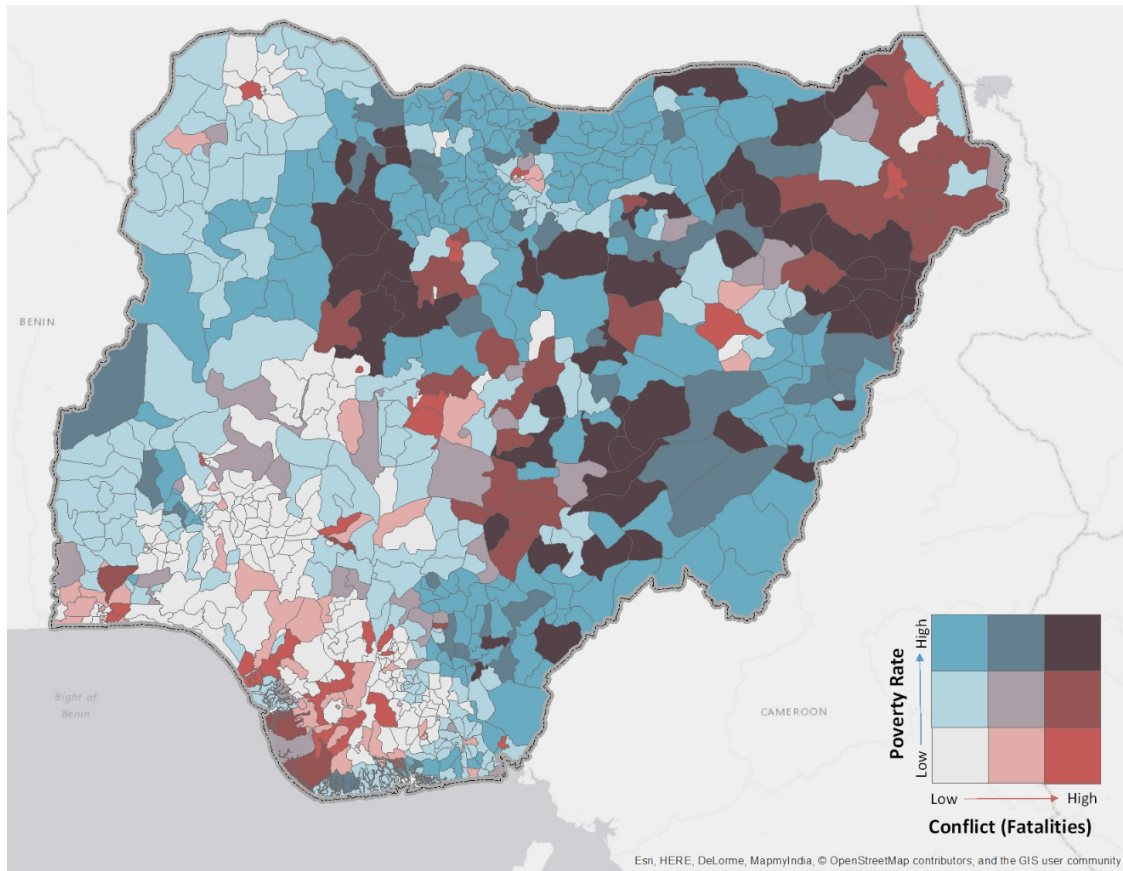 BENIN
Bight of
Benin
CAMEROON
Poverty Rate
High
Low
Low
High
Conflict (Fatalities)
Esri, HERE, DeLorme, MapmyIndia, © OpenStreetMap contributors, and the GIS user community